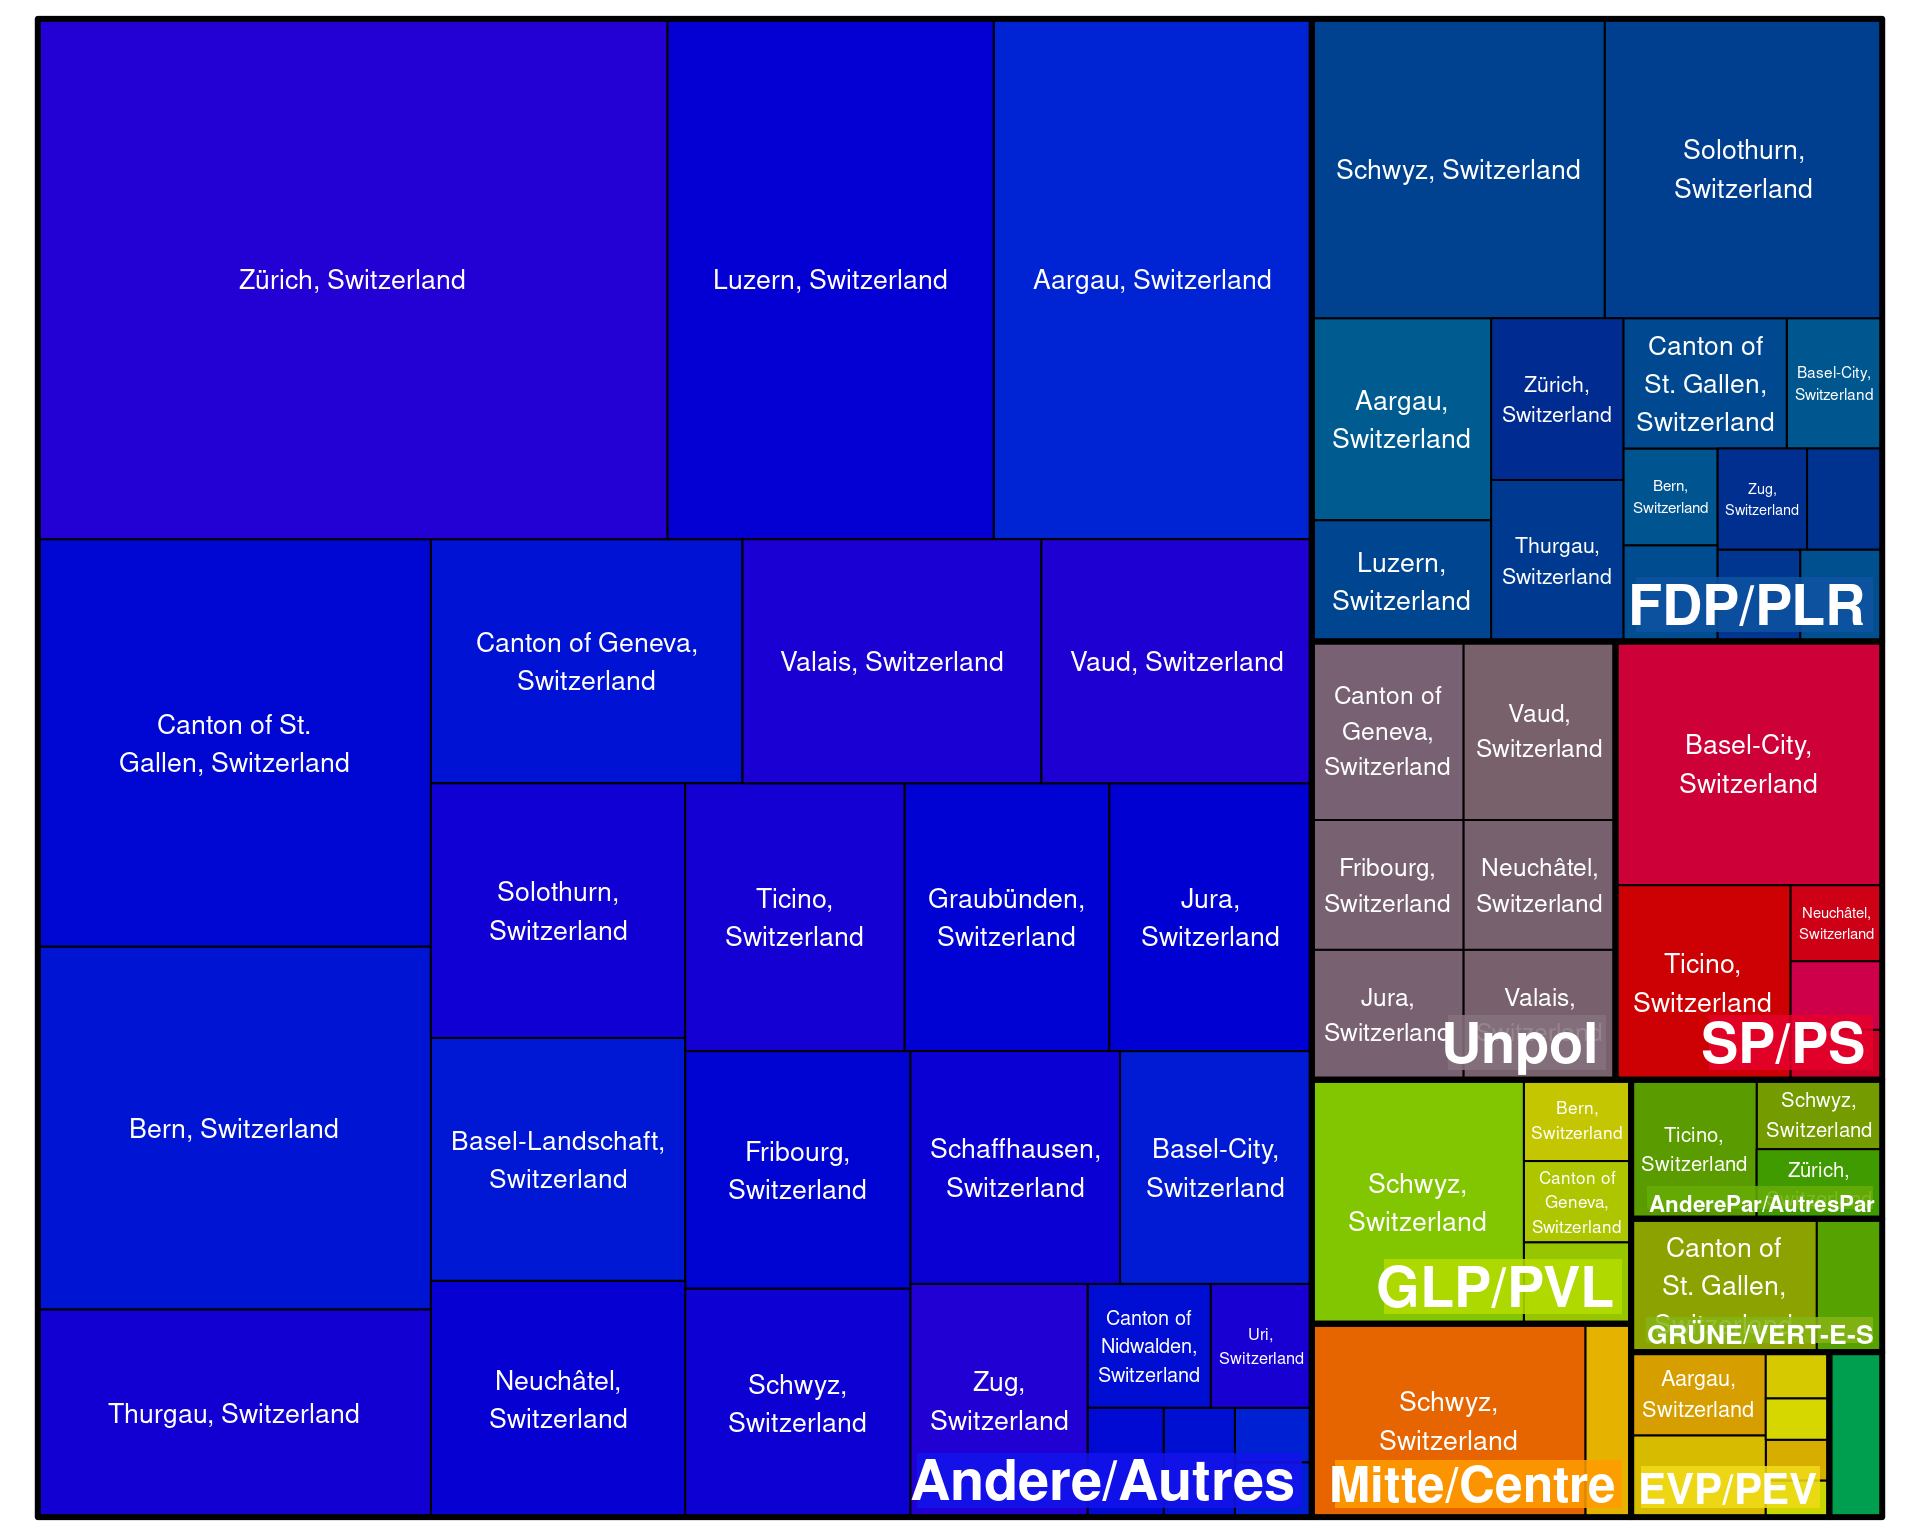 Zürich, Switzerland
Luzern, Switzerland
Aargau, Switzerland
Canton of St.
Gallen, Switzerland
Canton of Geneva,
Switzerland
Valais, Switzerland
Vaud, Switzerland
Bern, Switzerland
Thurgau, Switzerland
Solothurn,
Switzerland
Ticino,
Switzerland
Graubünden,
Switzerland
Jura,
Switzerland
Basel-Landschaft,
Switzerland
Fribourg,
Switzerland
Schaffhausen,
Switzerland
Basel-City,
Switzerland
Neuchâtel,
Switzerland
Schwyz,
Switzerland
Zug,
Switzerland
Canton of
Nidwalden,
Switzerland
Uri,
Switzerland
Andere/Autres
Schwyz, Switzerland
Solothurn,
Switzerland
Aargau,
Switzerland
Zürich,
Switzerland
Canton of
St. Gallen,
Switzerland
Basel-City,
Switzerland
Luzern,
Switzerland
Thurgau,
Switzerland
Bern,
Switzerland
Zug,
Switzerland
FDP/PLR
Canton of
Geneva,
Switzerland
Vaud,
Switzerland
Fribourg,
Switzerland
Neuchâtel,
Switzerland
Jura,
Switzerland
Valais,
Switzerland
Unpol
Basel-City,
Switzerland
Ticino,
Switzerland
Neuchâtel,
Switzerland
SP/PS
Schwyz,
Switzerland
Bern,
Switzerland
Canton of
Geneva,
Switzerland
GLP/PVL
Ticino,
Switzerland
Schwyz,
Switzerland
Zürich,
Switzerland
AnderePar/AutresPar
Canton of
St. Gallen,
Switzerland
GRÜNE/VERT-E-S
Schwyz,
Switzerland
Mitte/Centre
Aargau,
Switzerland
EVP/PEV